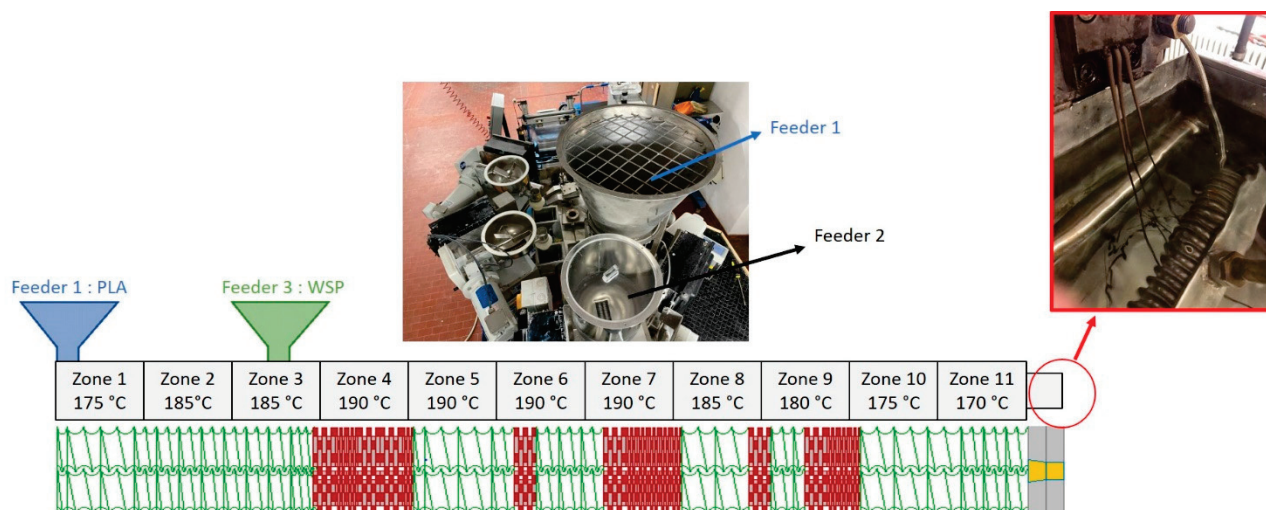 Feeder 1
Feeder 2
Feeder 1 : PLA
Feeder 3 : WSP
Zone 1
175 °C
Zone 2
185°C
Zone 3
185 °C
Zone 4
190 °C
Zone 5
190 °C
Zone 6
190 °C
Zone 7
190 °C
Zone 8
185 °C
Zone 9
180 °C
Zone 10
175 °C
Zone 11
170 °C